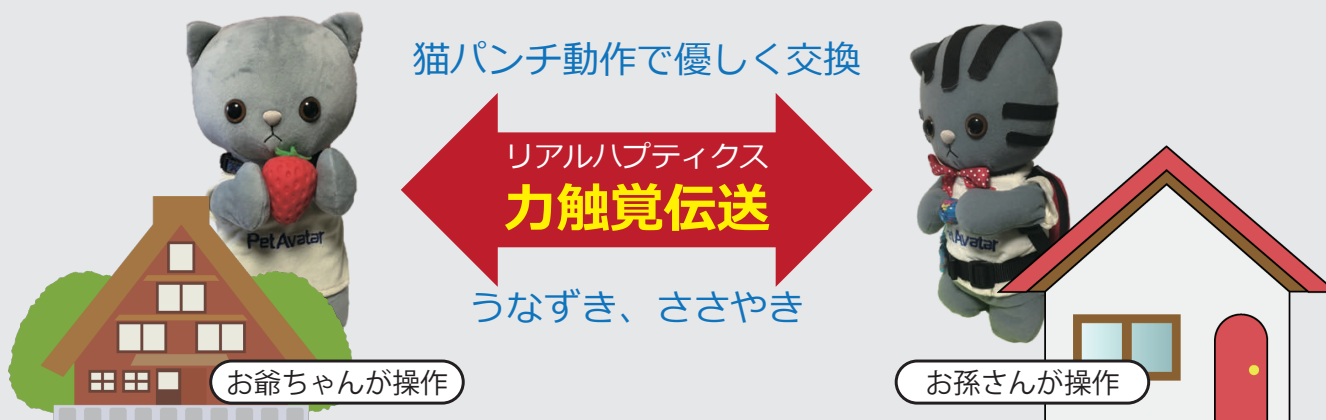 猫パンチ動作で優しく交換
リアルハプティクス
力触覚伝送
うなずき、ささやき
PetAvatar
Avatar
お爺ちゃんが操作
お孫さんが操作